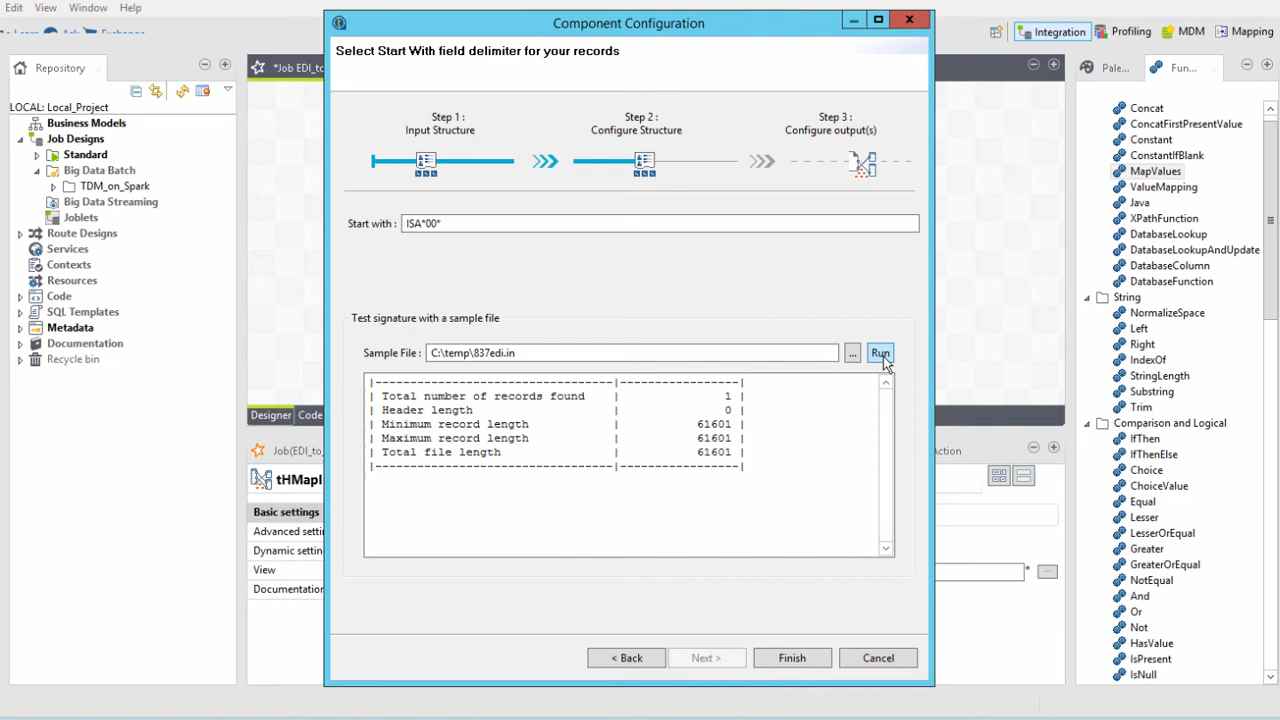 Edit View Window Help
Component Configuration
Select Start With field delimiter for your records
Integration Profiling MDM Mapping
Repository
*Job EDI_to
Pale... Fun...
LOCAL: Local_Project
Business Models
Job Designs
Standard
Big Data Batch
TDM_on_Spark
Big Data Streaming
Joblets
Route Designs
Services
Contexts
Resources
Code
SQL Templates
Metadata
Documentation
Recycle bin
Designer Code
Job(EDI_to_
tHMapI
Basic settings
Advanced setti
Dynamic settin
View
Documentation
Step 1 :
Input Structure
Step 2 :
Configure Structure
Step 3 :
Configure output(s)
Start with : ISA*00*
Test signature with a sample file
Sample File : C:\temp\837edi.in ... Run
|----------------------------------|-----------------|
| Total number of records found | 1 |
| Header length | 0 |
| Minimum record length | 61601 |
| Maximum record length | 61601 |
| Total file length | 61601 |
|----------------------------------|-----------------|
< Back Next > Finish Cancel
Action
* ...
Concat
ConcatFirstPresentValue
Constant
ConstantIfBlank
MapValues
ValueMapping
Java
XPathFunction
DatabaseLookup
DatabaseLookupAndUpdate
DatabaseColumn
DatabaseFunction
String
NormalizeSpace
Left
Right
IndexOf
StringLength
Substring
Trim
Comparison and Logical
IfThen
IfThenElse
Choice
ChoiceValue
Equal
Lesser
LesserOrEqual
Greater
GreaterOrEqual
NotEqual
And
Or
Not
HasValue
IsPresent
IsNull